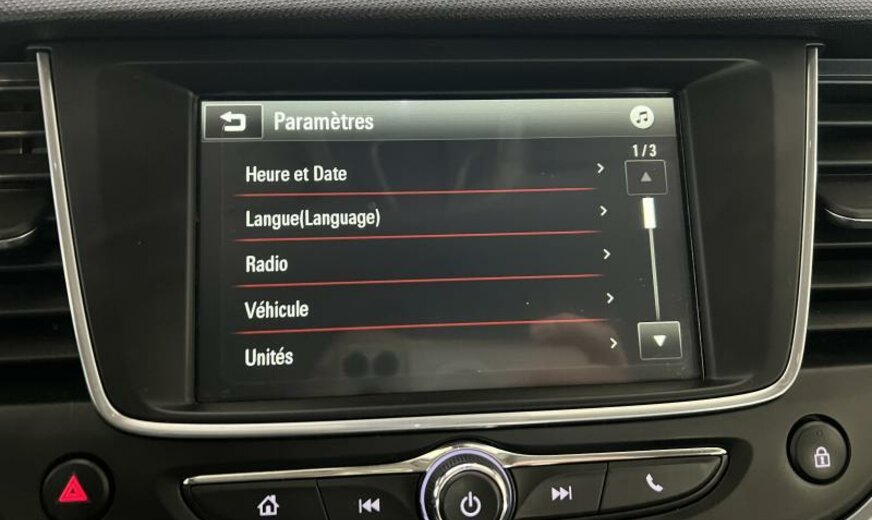 Paramètres
1/3
Heure et Date
Langue(Language)
Radio
Véhicule
Unités